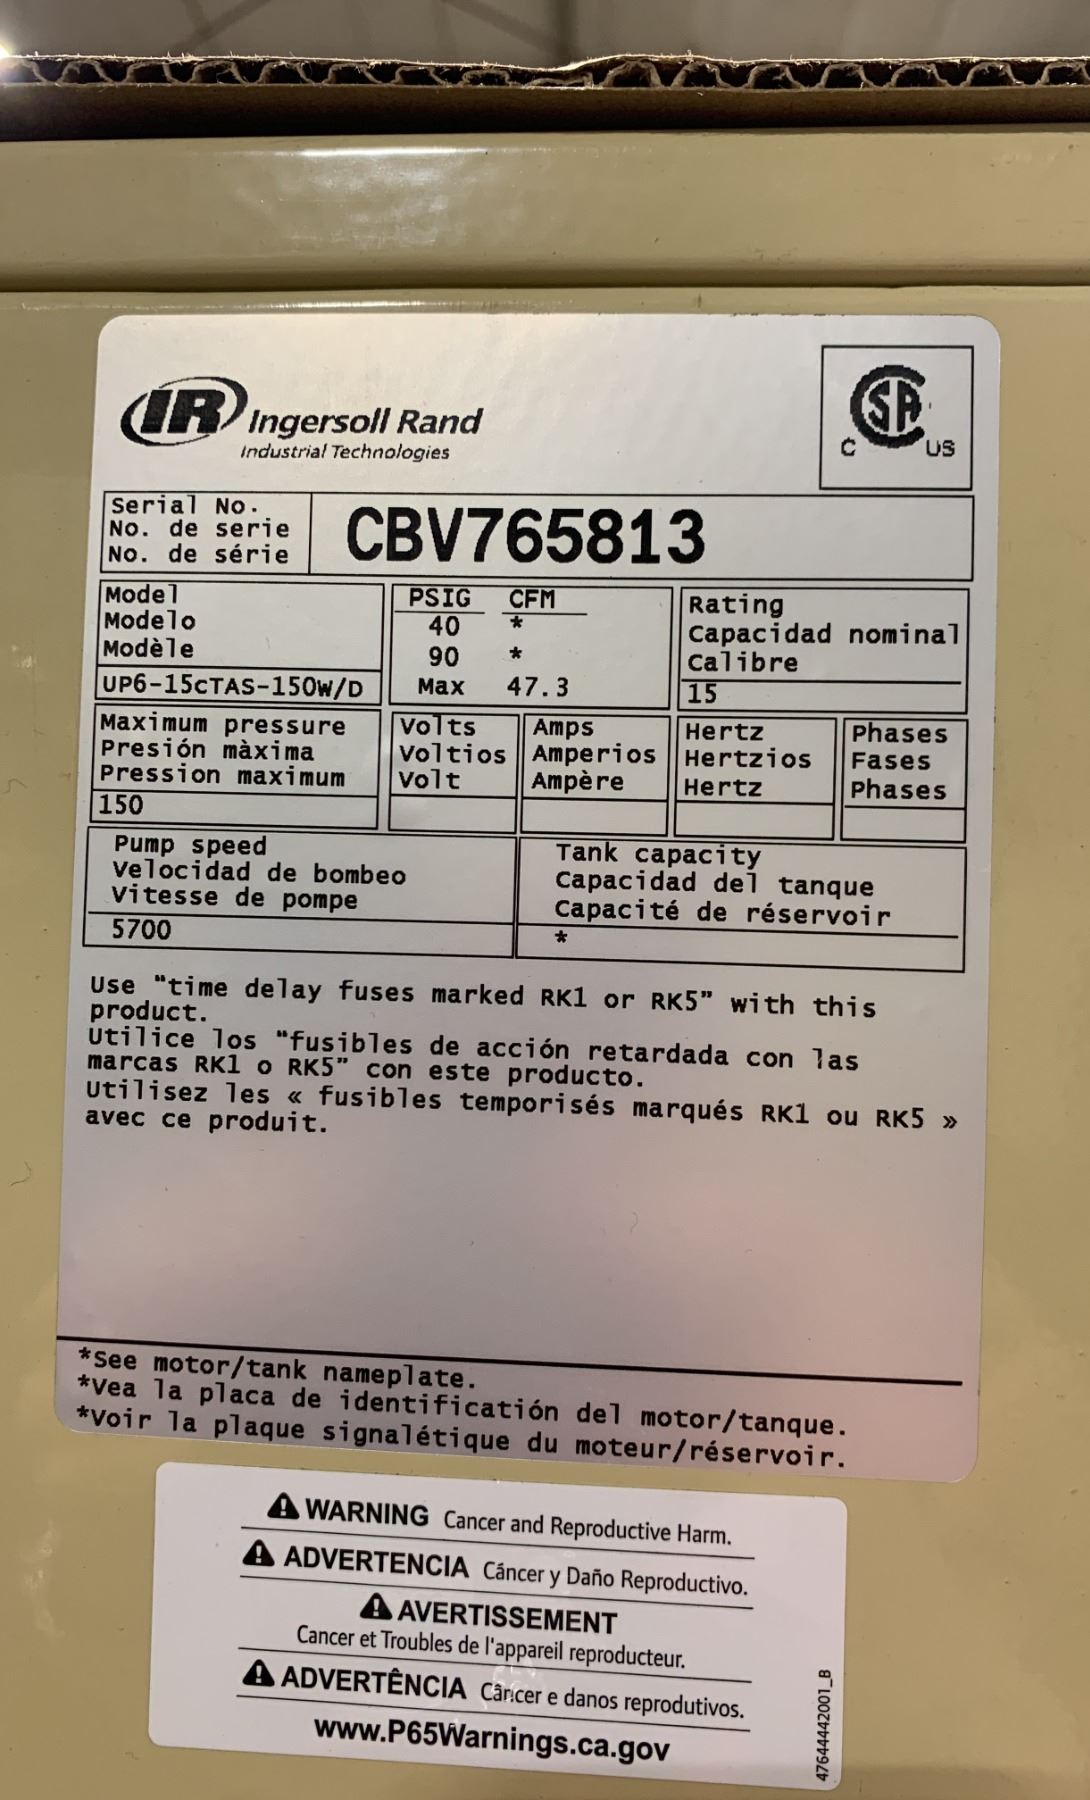 IR Ingersoll Rand
Industrial Technologies
CSA
C US
Serial No.
No. de serie
No. de série
CBV765813
Model
Modelo
Modèle
UP6-15cTAS-150W/D
PSIG CFM
40 *
90 *
Max 47.3
Rating
Capacidad nominal
Calibre
15
Maximum pressure
Presión màxima
Pression maximum
150
Volts
Voltios
Volt
Amps
Amperios
Ampère
Hertz
Hertzios
Hertz
Phases
Fases
Phases
Pump speed
Velocidad de bombeo
Vitesse de pompe
5700
Tank capacity
Capacidad del tanque
Capacité de réservoir
*
Use "time delay fuses marked RK1 or RK5" with this
product.
Utilice los "fusibles de acción retardada con las
marcas RK1 o RK5" con este producto.
Utilisez les « fusibles temporisés marqués RK1 ou RK5 »
avec ce produit.
*See motor/tank nameplate.
*Vea la placa de identificación del motor/tanque.
*Voir la plaque signalétique du moteur/réservoir.
WARNING Cancer and Reproductive Harm.
ADVERTENCIA Cáncer y Daño Reproductivo.
AVERTISSEMENT
Cancer et Troubles de l'appareil reproducteur.
ADVERTÊNCIA Câncer e danos reprodutivos.
www.P65Warnings.ca.gov
47644442001_B